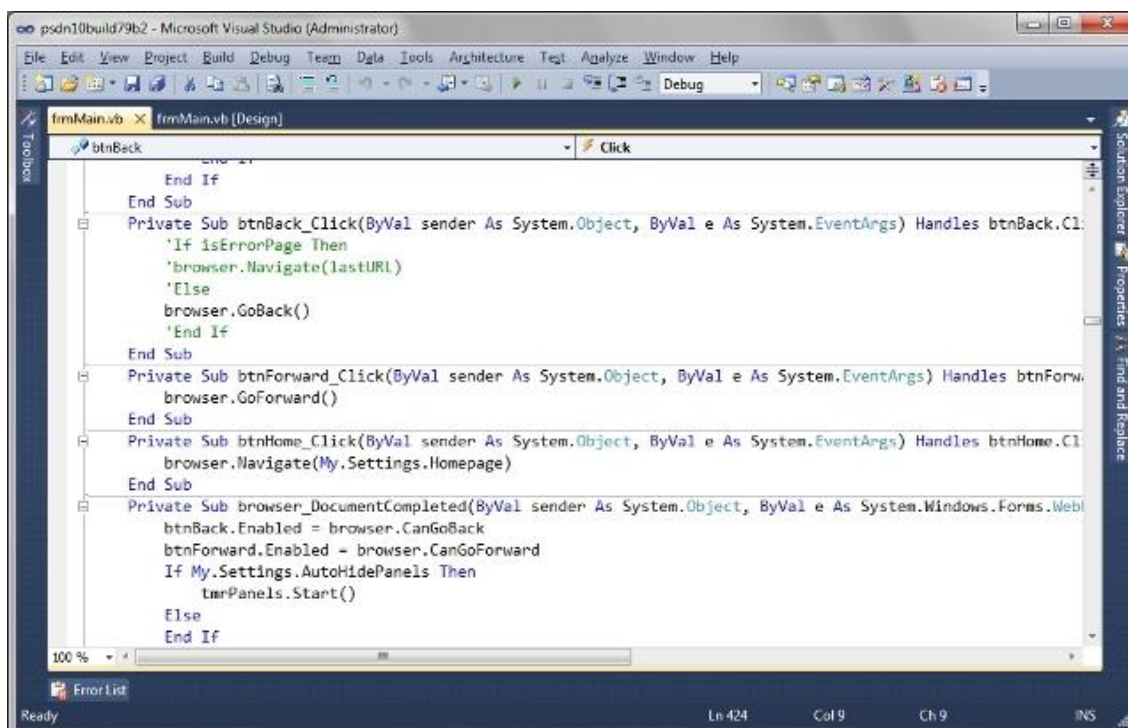 psdn10build79b2 - Microsoft Visual Studio (Administrator)
File Edit View Project Build Debug Team Data Tools Architecture Test Analyze Window Help
Debug
frmMain.vb frmMain.vb [Design]
Toolbox
btnBack Click
End If
End If
End Sub
Private Sub btnBack_Click(ByVal sender As System.Object, ByVal e As System.EventArgs) Handles btnBack.Cl
'If isErrorPage Then
'browser.Navigate(lastURL)
'Else
browser.GoBack()
'End If
End Sub
Private Sub btnForward_Click(ByVal sender As System.Object, ByVal e As System.EventArgs) Handles btnForw
browser.GoForward()
End Sub
Private Sub btnHome_Click(ByVal sender As System.Object, ByVal e As System.EventArgs) Handles btnHome.Cl
browser.Navigate(My.Settings.Homepage)
End Sub
Private Sub browser_DocumentCompleted(ByVal sender As System.Object, ByVal e As System.Windows.Forms.Web
btnBack.Enabled = browser.CanGoBack
btnForward.Enabled = browser.CanGoForward
If My.Settings.AutoHidePanels Then
tmrPanels.Start()
Else
End If
Solution Explorer
Properties
Find and Replace
100 %
Error List
Ready Ln 424 Col 9 Ch 9 INS